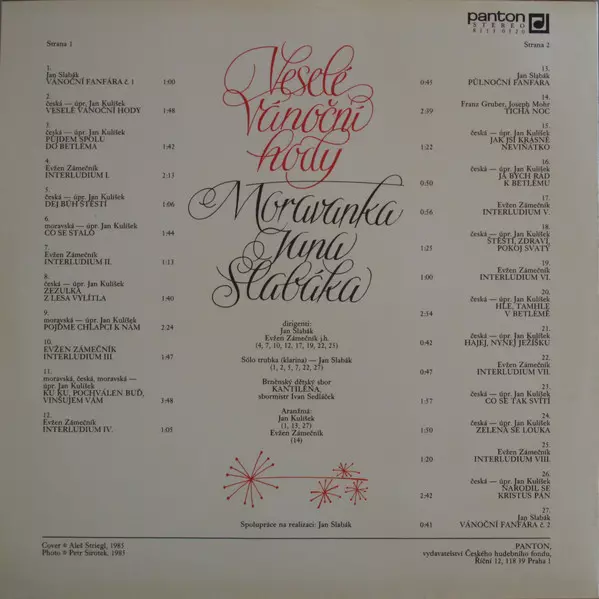 panton
STEREO
8111 0120
Strana 1
1.
Jan Slabák
VÁNOČNÍ FANFÁRA č. 1 1:00
2.
česká — úpr. Jan Kulíšek
VESELÉ VÁNOČNÍ HODY 1:48
3.
česká — úpr. Jan Kulíšek
PŮJDEM SPOLU
DO BETLÉMA 1:42
4.
Evžen Zámečník
INTERLUDIUM I. 2:13
5.
česká — úpr. Jan Kulíšek
DEJ BŮH ŠTĚSTÍ 1:06
6.
moravská — úpr. Jan Kulíšek
CO SE STALO 1:44
7.
Evžen Zámečník
INTERLUDIUM II. 1:11
8.
česká — úpr. Jan Kulíšek
ZEZULKA
Z LESA VYLÍTLA 1:40
9.
moravská — úpr. Jan Kulíšek
POJĎME CHLAPCI K NÁM 2:24
10.
EVŽEN ZÁMEČNÍK
INTERLUDIUM III. 1:47
11.
moravská, česká, moravská —
úpr. Jan Kulíšek
KU KU, POCHVÁLEN BUĎ,
VINŠUJEM VÁM 3:48
12.
Evžen Zámečník
INTERLUDIUM IV. 1:05
Veselé
Vánoční
hody
Moravanka
Jana
Slabáka
dirigenti:
Jan Slabák
Evžen Zámečník j.h.
(4, 7, 10, 12, 17, 19, 22, 25)
Sólo trubka (klarina) — Jan Slabák
(1, 2, 5, 7, 22, 27)
Brněnský dětský sbor
KANTILÉNA,
sbormistr Ivan Sedláček
Aranžmá:
Jan Kulíšek
(1, 13, 27)
Evžen Zámečník
(14)
Spolupráce na realizaci: Jan Slabák
Strana 2
13.
Jan Slabák
0:45 PŮLNOČNÍ FANFÁRA
14.
Franz Gruber, Joseph Mohr
2:39 TICHÁ NOC
15.
česká — úpr. Jan Kulíšek
JAK JSI KRÁSNÉ
1:22 NEVIŇÁTKO
16.
česká — úpr. Jan Kulíšek
JÁ BYCH RÁD
0:50 K BETLÉMU
17.
Evžen Zámečník
0:56 INTERLUDIUM V.
18.
česká — úpr. Jan Kulíšek
ŠTĚSTÍ, ZDRAVÍ,
1:25 POKOJ SVATÝ
19.
Evžen Zámečník
1:00 INTERLUDIUM VI.
20.
česká — úpr. Jan Kulíšek
HLE, TAMHLE
2:54 V BETLÉMĚ
21.
česká — úpr. Jan Kulíšek
0:42 HAJEJ, NYNEJ JEŽÍŠKU
22.
Evžen Zámečník
0:47 INTERLUDIUM VII.
23.
česká — úpr. Jan Kulíšek
1:57 CO SE TAK SVÍTÍ
24.
česká — úpr. Jan Kulíšek
1:50 ZELENÁ SE LOUKA
25.
Evžen Zámečník
1:20 INTERLUDIUM VIII.
26.
česká — úpr. Jan Kulíšek
NARODIL SE
2:42 KRISTUS PÁN
27.
Jan Slabák
0:41 VÁNOČNÍ FANFÁRA č. 2
Cover Aleš Striegl, 1985
Photo Petr Sirotek, 1983
PANTON,
vydavatelství Českého hudebního fondu,
Říční 12, 118 39 Praha 1